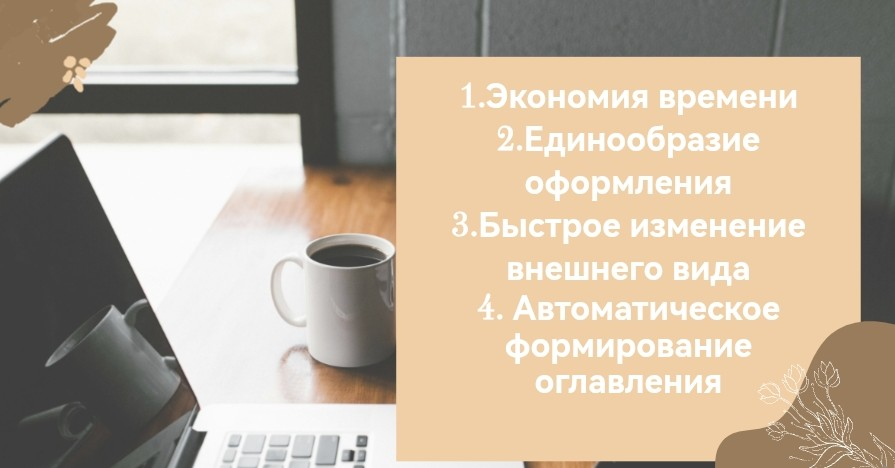 1.Экономия времени
2.Единообразие
оформления
3.Быстрое изменение
внешнего вида
4. Автоматическое
формирование
оглавления